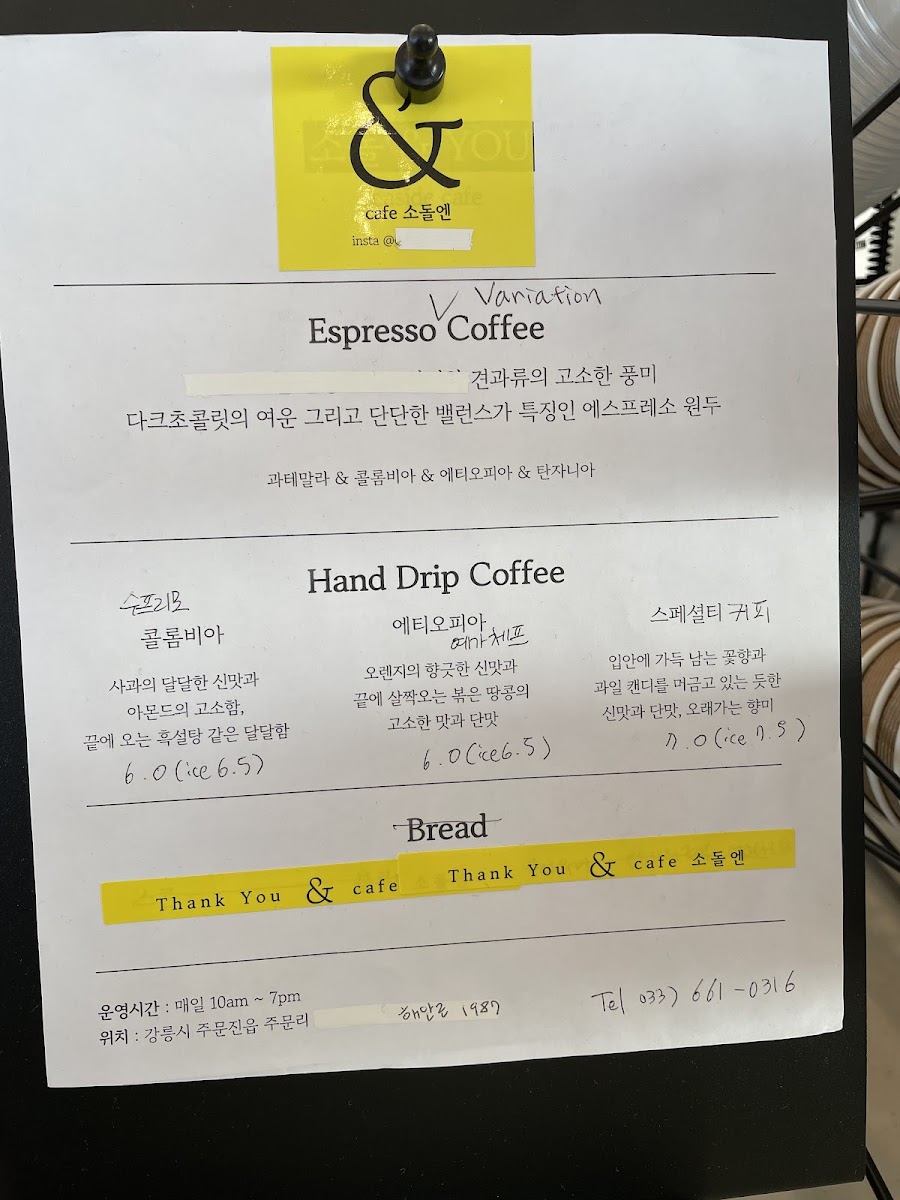 &
cafe 소돌엔
insta @
Variation
Espresso Coffee
견과류의 고소한 풍미
다크초콜릿의 여운 그리고 단단한 밸런스가 특징인 에스프레소 원두
과테말라 & 콜롬비아 & 에티오피아 & 탄자니아
Hand Drip Coffee
수프리모
콜롬비아
사과의 달달한 신맛과
아몬드의 고소함,
끝에 오는 흑설탕 같은 달달함
6.0 (ice 6.5)
에티오피아
예가체프
오렌지의 향긋한 신맛과
끝에 살짝오는 볶은 땅콩의
고소한 맛과 단맛
6.0 (ice 6.5)
스페셜티 커피
입안에 가득 남는 꽃향과
과일 캔디를 머금고 있는 듯한
신맛과 단맛, 오래가는 향미
7.0 (ice 7.5)
Bread
Thank You & cafe
Thank You & cafe 소돌엔
운영시간 : 매일 10am ~ 7pm
위치 : 강릉시 주문진읍 주문리 해안로 1987
Tel 033) 661-0316